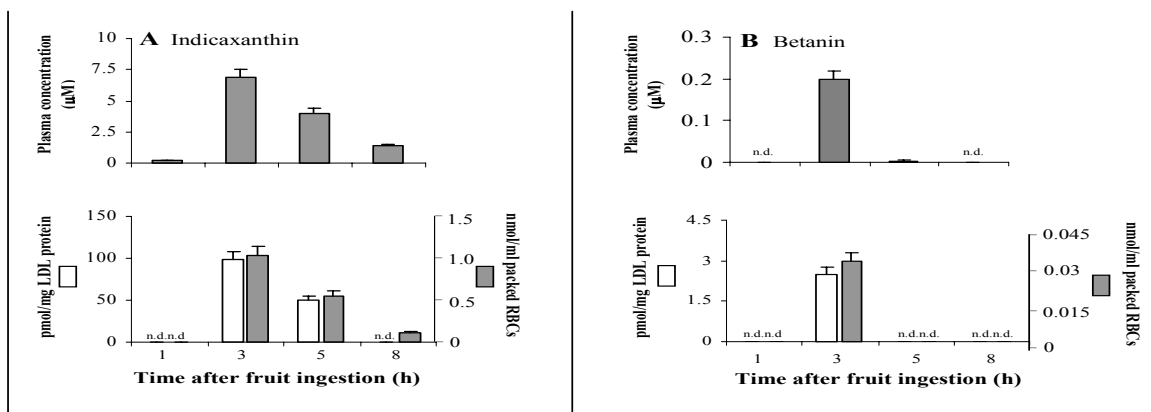 A Indicaxanthin
Plasma concentration
(µM)
10
7.5
5
2.5
0
pmol/mg LDL protein
150
100
50
0
n.d.n.d
n.d.
1.5
1.0
0.5
0
nmol/ml packed RBCs
1 3 5 8
Time after fruit ingestion (h)
B Betanin
Plasma concentration
(µM)
0.3
0.2
0.1
0
n.d. n.d.
pmol/mg LDL protein
4.5
3
1.5
0
n.d.n.d n.d.n.d. n.d.n.d.
0.045
0.03
0.015
0
nmol/ml packed RBCs
1 3 5 8
Time after fruit ingestion (h)